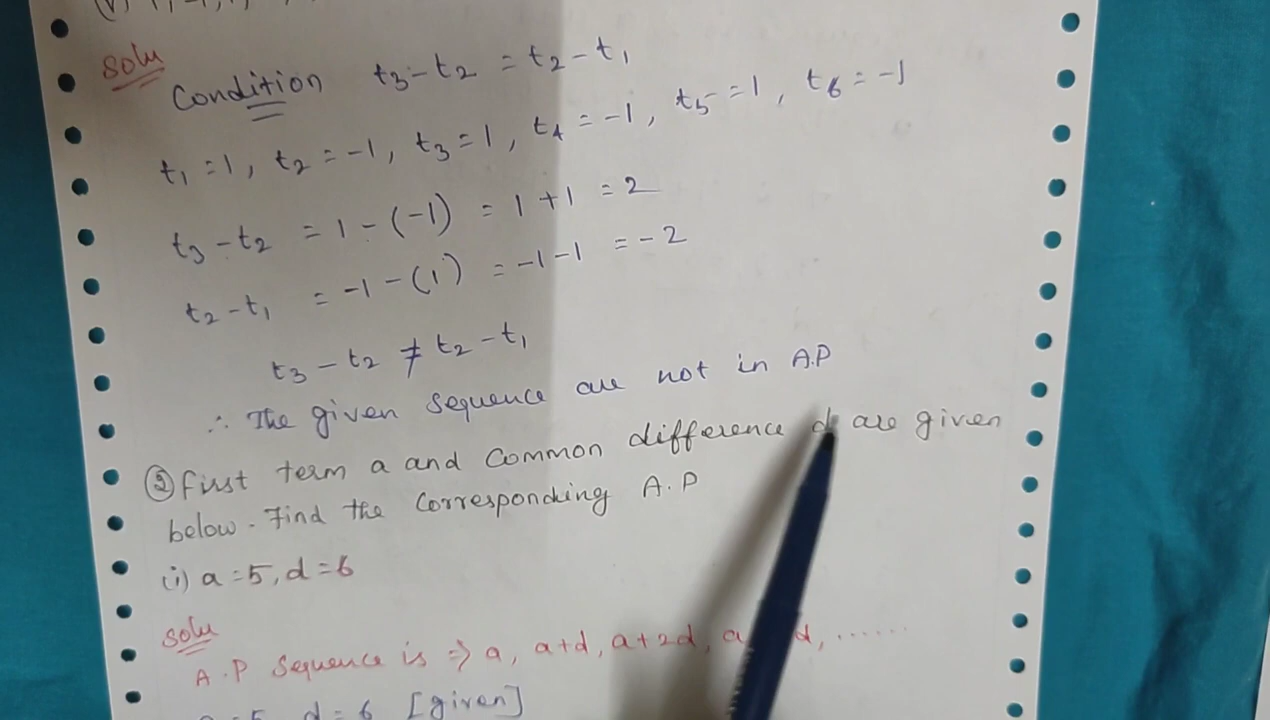 Solu
Condition t₃-t₂ = t₂-t₁
t₁=1, t₂=-1, t₃=1, t₄=-1, t₅=1, t₆=-1
t₃-t₂ = 1-(-1) = 1+1 = 2
t₂-t₁ = -1-(1) = -1-1 = -2
t₃-t₂ ≠ t₂-t₁
∴ The given sequence are not in A.P
② First term a and Common difference d are given
below. Find the Corresponding A.P
(i) a=5, d=6
Solu
A.P Sequence is ⇒ a, a+d, a+2d, a d, ......
d=6 [given]